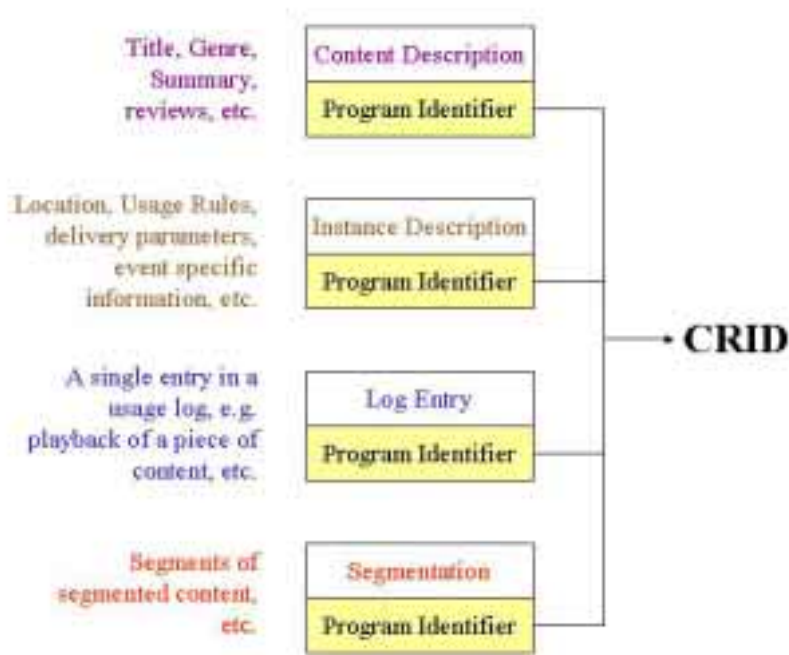 Title, Genre,
Summary,
reviews, etc.
Content Description
Program Identifier
Location, Usage Rules,
delivery parameters,
event specific
information, etc.
Instance Description
Program Identifier
CRID
A single entry in a
usage log, e.g.
playback of a piece of
content, etc.
Log Entry
Program Identifier
Segments of
segmented content,
etc.
Segmentation
Program Identifier